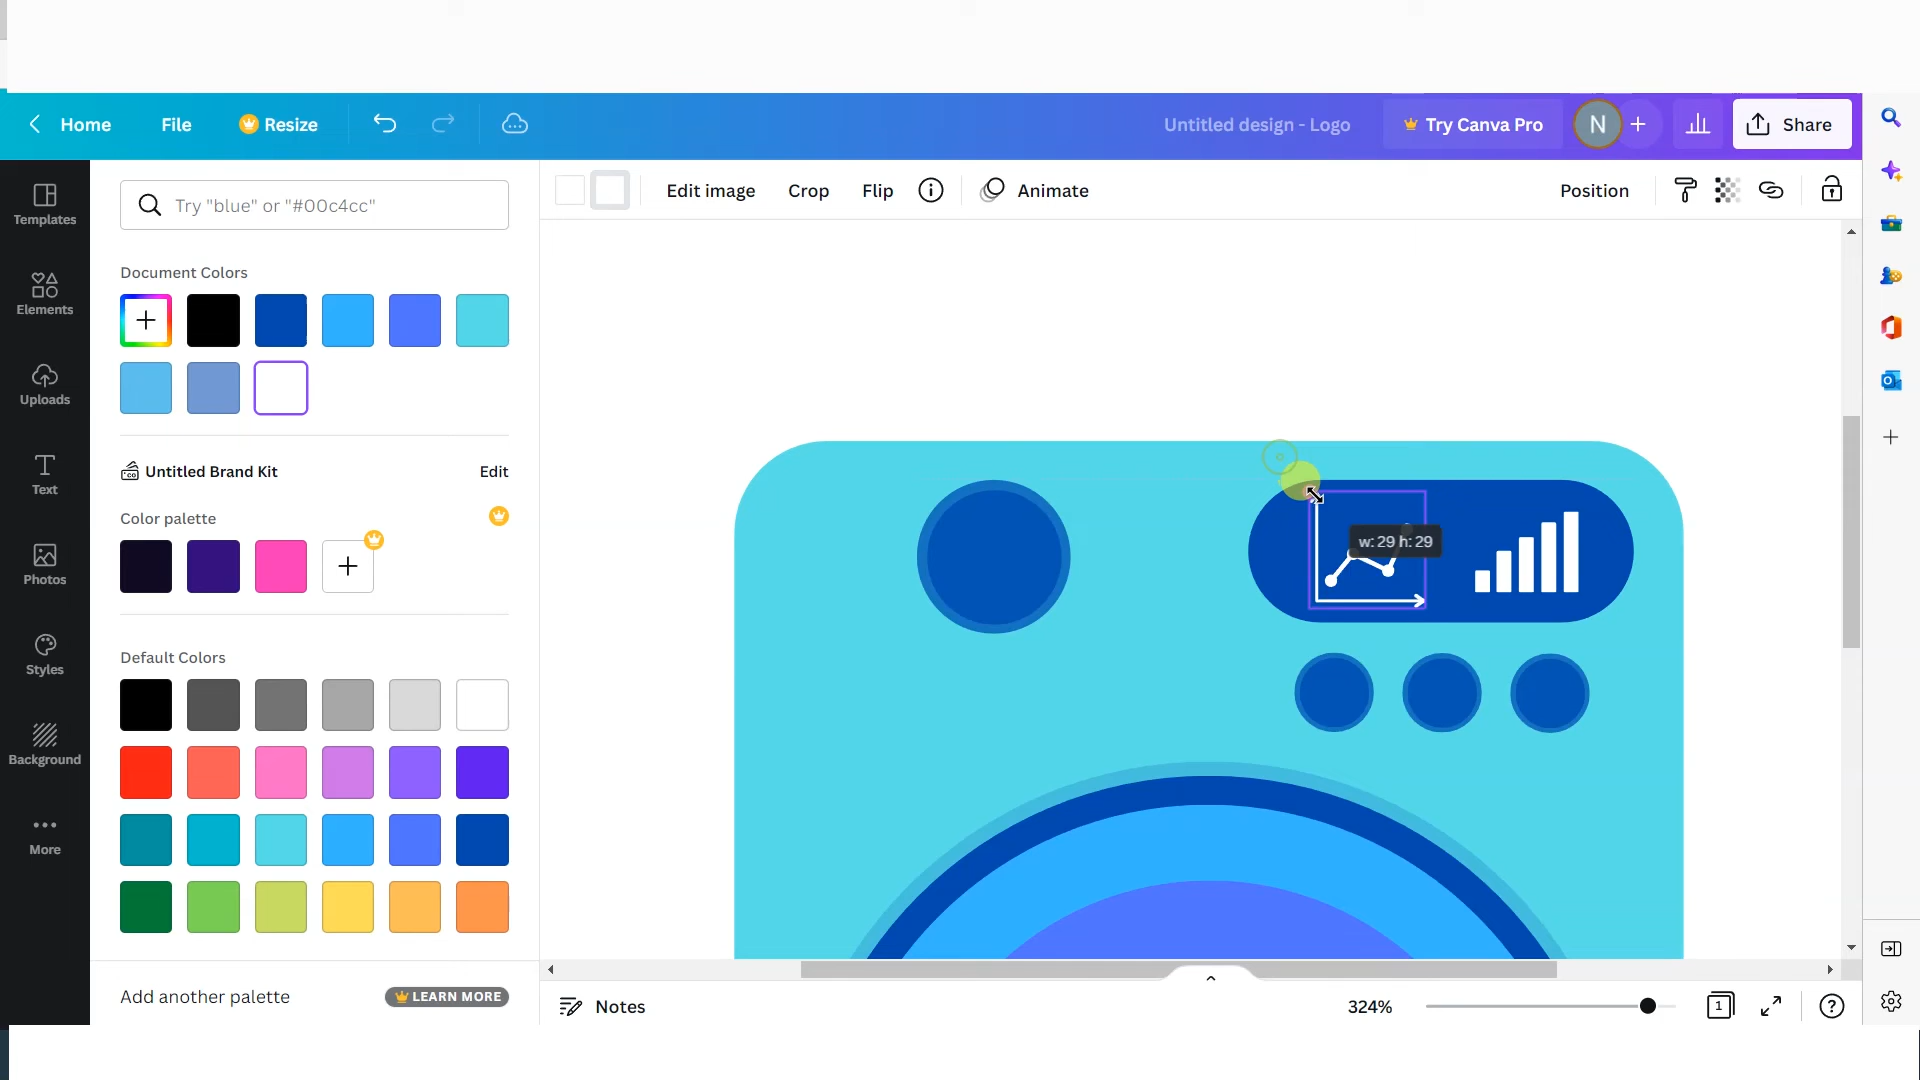 Home
File
Resize
Untitled design - Logo
Try Canva Pro
N
Share
Templates
Elements
Uploads
Text
Photos
Styles
Background
More
Try "blue" or "#00c4cc"
Document Colors
Untitled Brand Kit
Edit
Color palette
Default Colors
Add another palette
LEARN MORE
Edit image
Crop
Flip
Animate
Position
w: 29 h: 29
Notes
324%
1